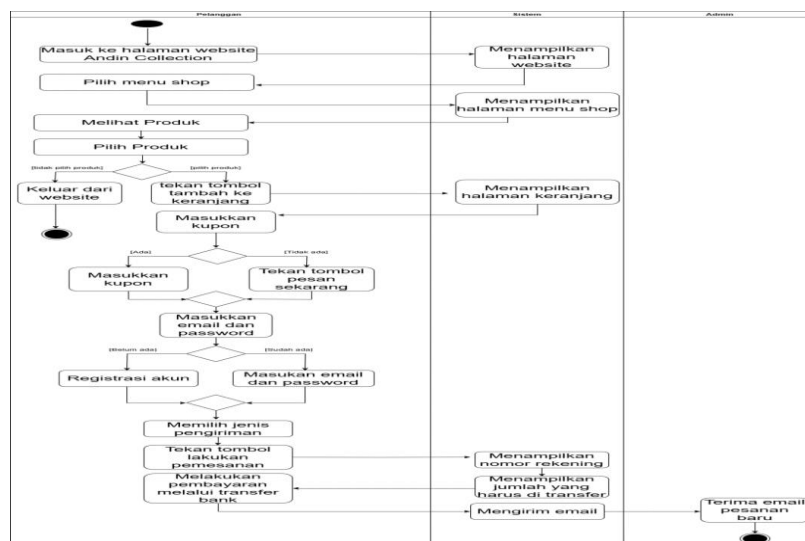 Pelanggan
Sistem
Admin
Masuk ke halaman website
Andin Collection
Menampilkan
halaman
website
Pilih menu shop
Menampilkan
halaman menu shop
Melihat Produk
Pilih Produk
[tidak pilih produk]
[pilih produk]
Keluar dari
website
tekan tombol
tambah ke
keranjang
Menampilkan
halaman keranjang
Masukkan
kupon
[Ada]
[Tidak ada]
Masukkan
kupon
Tekan tombol
pesan
sekarang
Masukkan
email dan
password
[Belum ada]
[Sudah ada]
Registrasi akun
Masukan email
dan password
Memilih jenis
pengiriman
Tekan tombol
lakukan
pemesanan
Menampilkan
nomor rekening
Melakukan
pembayaran
melalui transfer
bank
Menampilkan
jumlah yang
harus di transfer
Mengirim email
Terima email
pesanan
baru